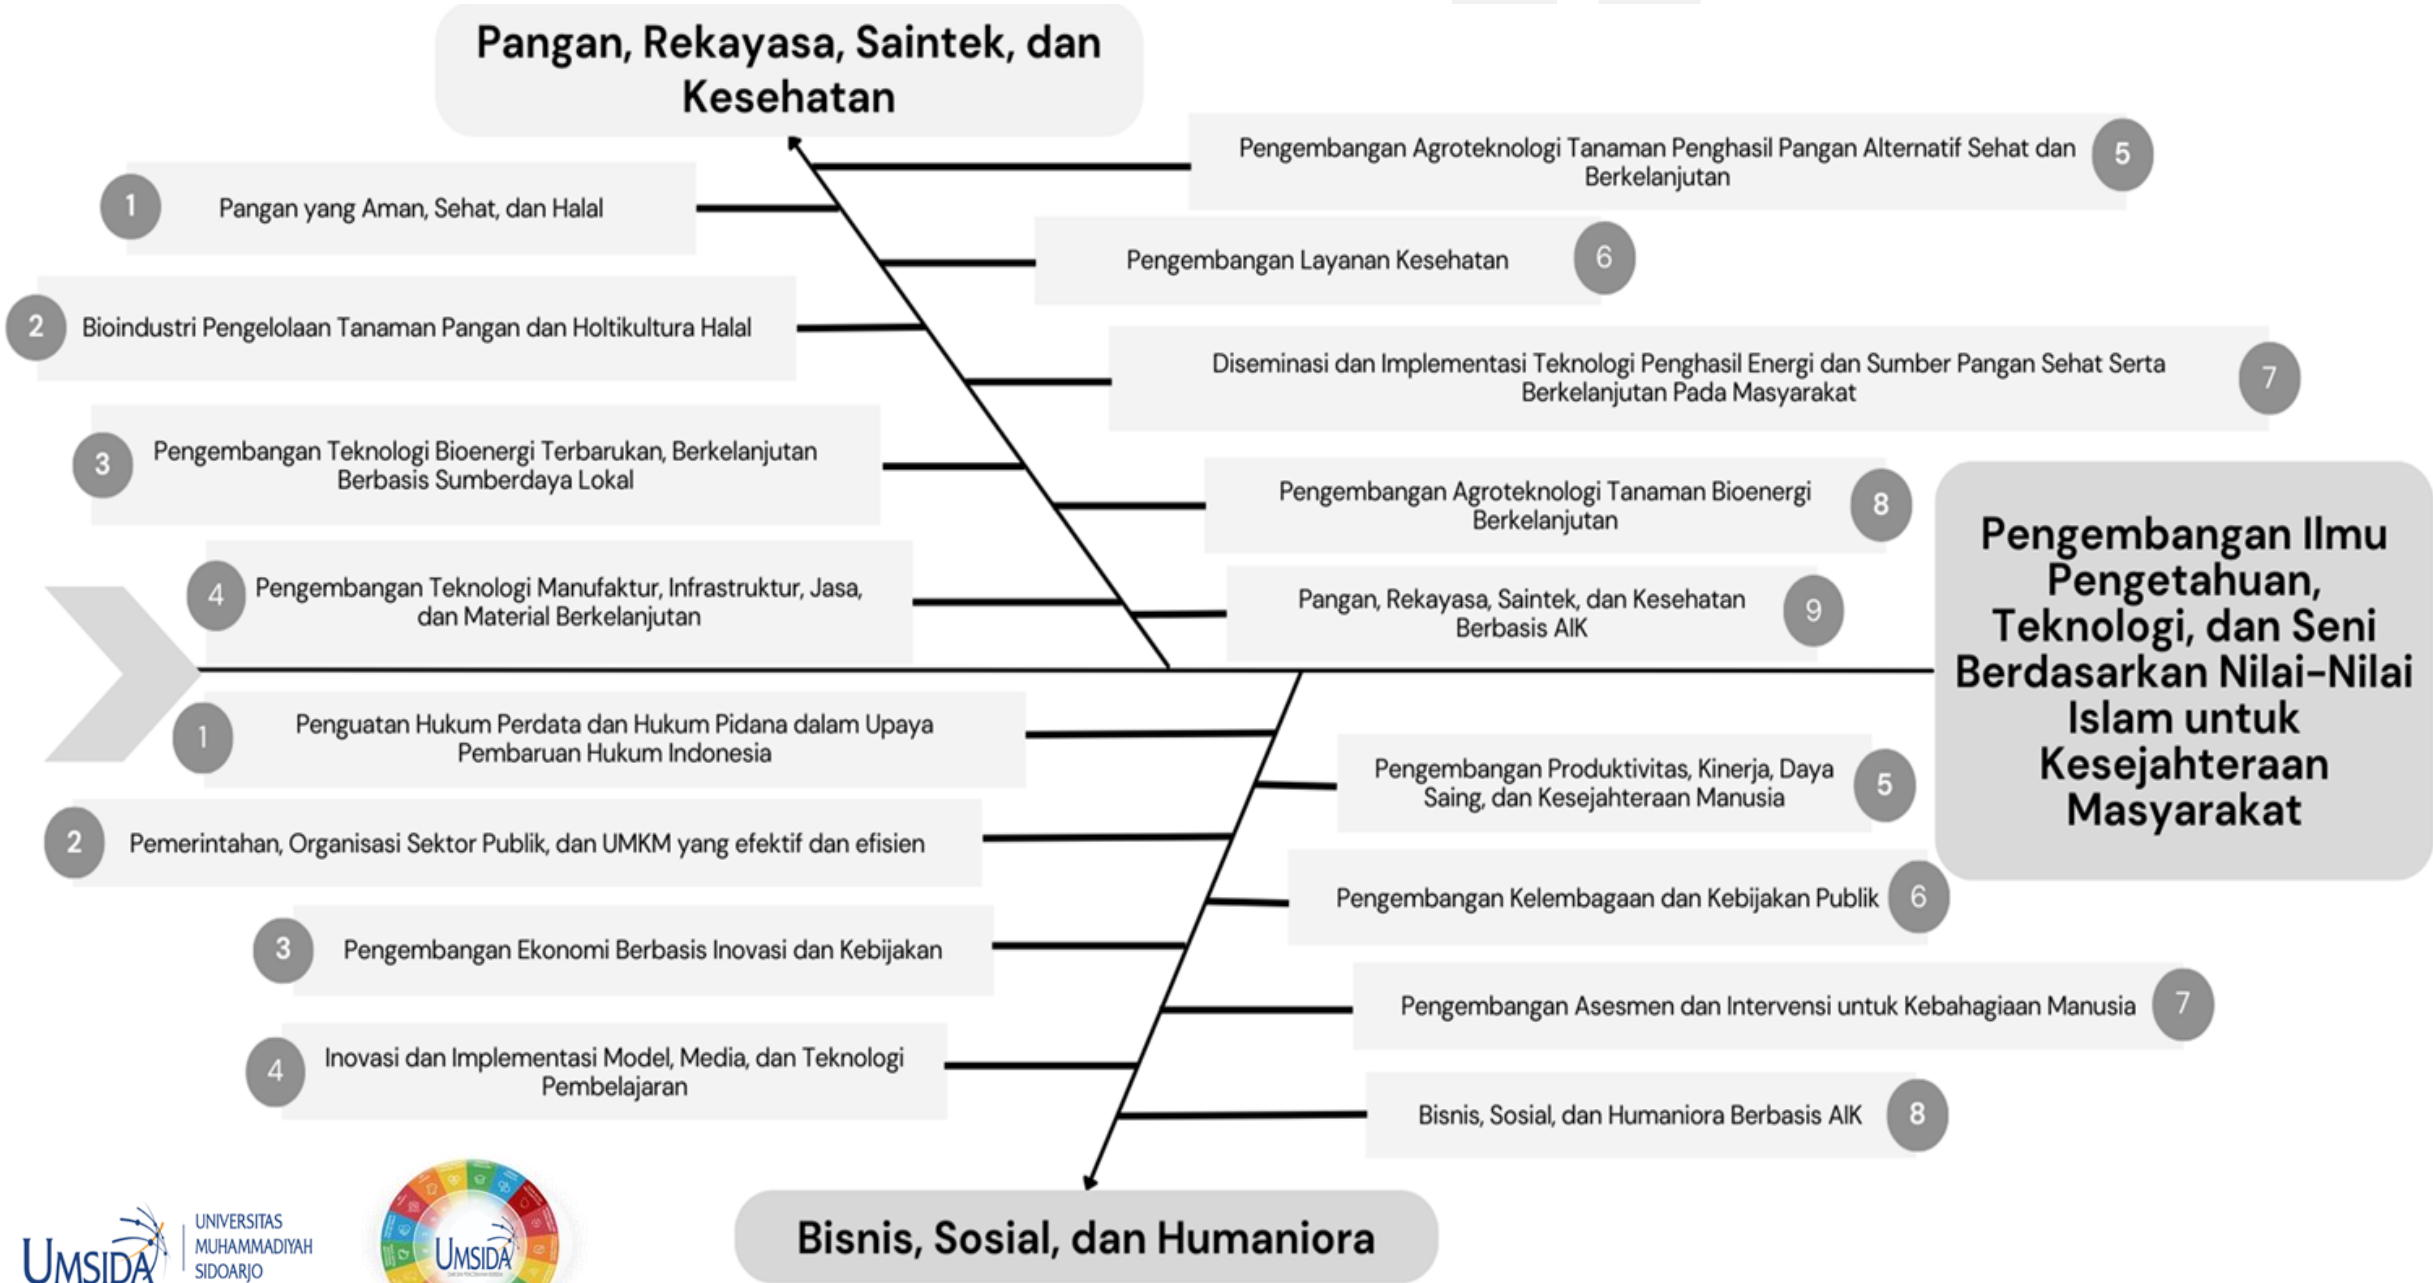 Pangan, Rekayasa, Saintek, dan
Kesehatan
1
Pangan yang Aman, Sehat, dan Halal
2
Bioindustri Pengelolaan Tanaman Pangan dan Holtikultura Halal
3
Pengembangan Teknologi Bioenergi Terbarukan, Berkelanjutan
Berbasis Sumberdaya Lokal
4
Pengembangan Teknologi Manufaktur, Infrastruktur, Jasa,
dan Material Berkelanjutan
Pengembangan Agroteknologi Tanaman Penghasil Pangan Alternatif Sehat dan
Berkelanjutan
5
Pengembangan Layanan Kesehatan
6
Diseminasi dan Implementasi Teknologi Penghasil Energi dan Sumber Pangan Sehat Serta
Berkelanjutan Pada Masyarakat
7
Pengembangan Agroteknologi Tanaman Bioenergi
Berkelanjutan
8
Pangan, Rekayasa, Saintek, dan Kesehatan
Berbasis AIK
9
Pengembangan Ilmu
Pengetahuan,
Teknologi, dan Seni
Berdasarkan Nilai-Nilai
Islam untuk
Kesejahteraan
Masyarakat
1
Penguatan Hukum Perdata dan Hukum Pidana dalam Upaya
Pembaruan Hukum Indonesia
2
Pemerintahan, Organisasi Sektor Publik, dan UMKM yang efektif dan efisien
3
Pengembangan Ekonomi Berbasis Inovasi dan Kebijakan
4
Inovasi dan Implementasi Model, Media, dan Teknologi
Pembelajaran
Pengembangan Produktivitas, Kinerja, Daya
Saing, dan Kesejahteraan Manusia
5
Pengembangan Kelembagaan dan Kebijakan Publik
6
Pengembangan Asesmen dan Intervensi untuk Kebahagiaan Manusia
7
Bisnis, Sosial, dan Humaniora Berbasis AIK
8
Bisnis, Sosial, dan Humaniora
UMSIDA
UNIVERSITAS
MUHAMMADIYAH
SIDOARJO
UMSIDA